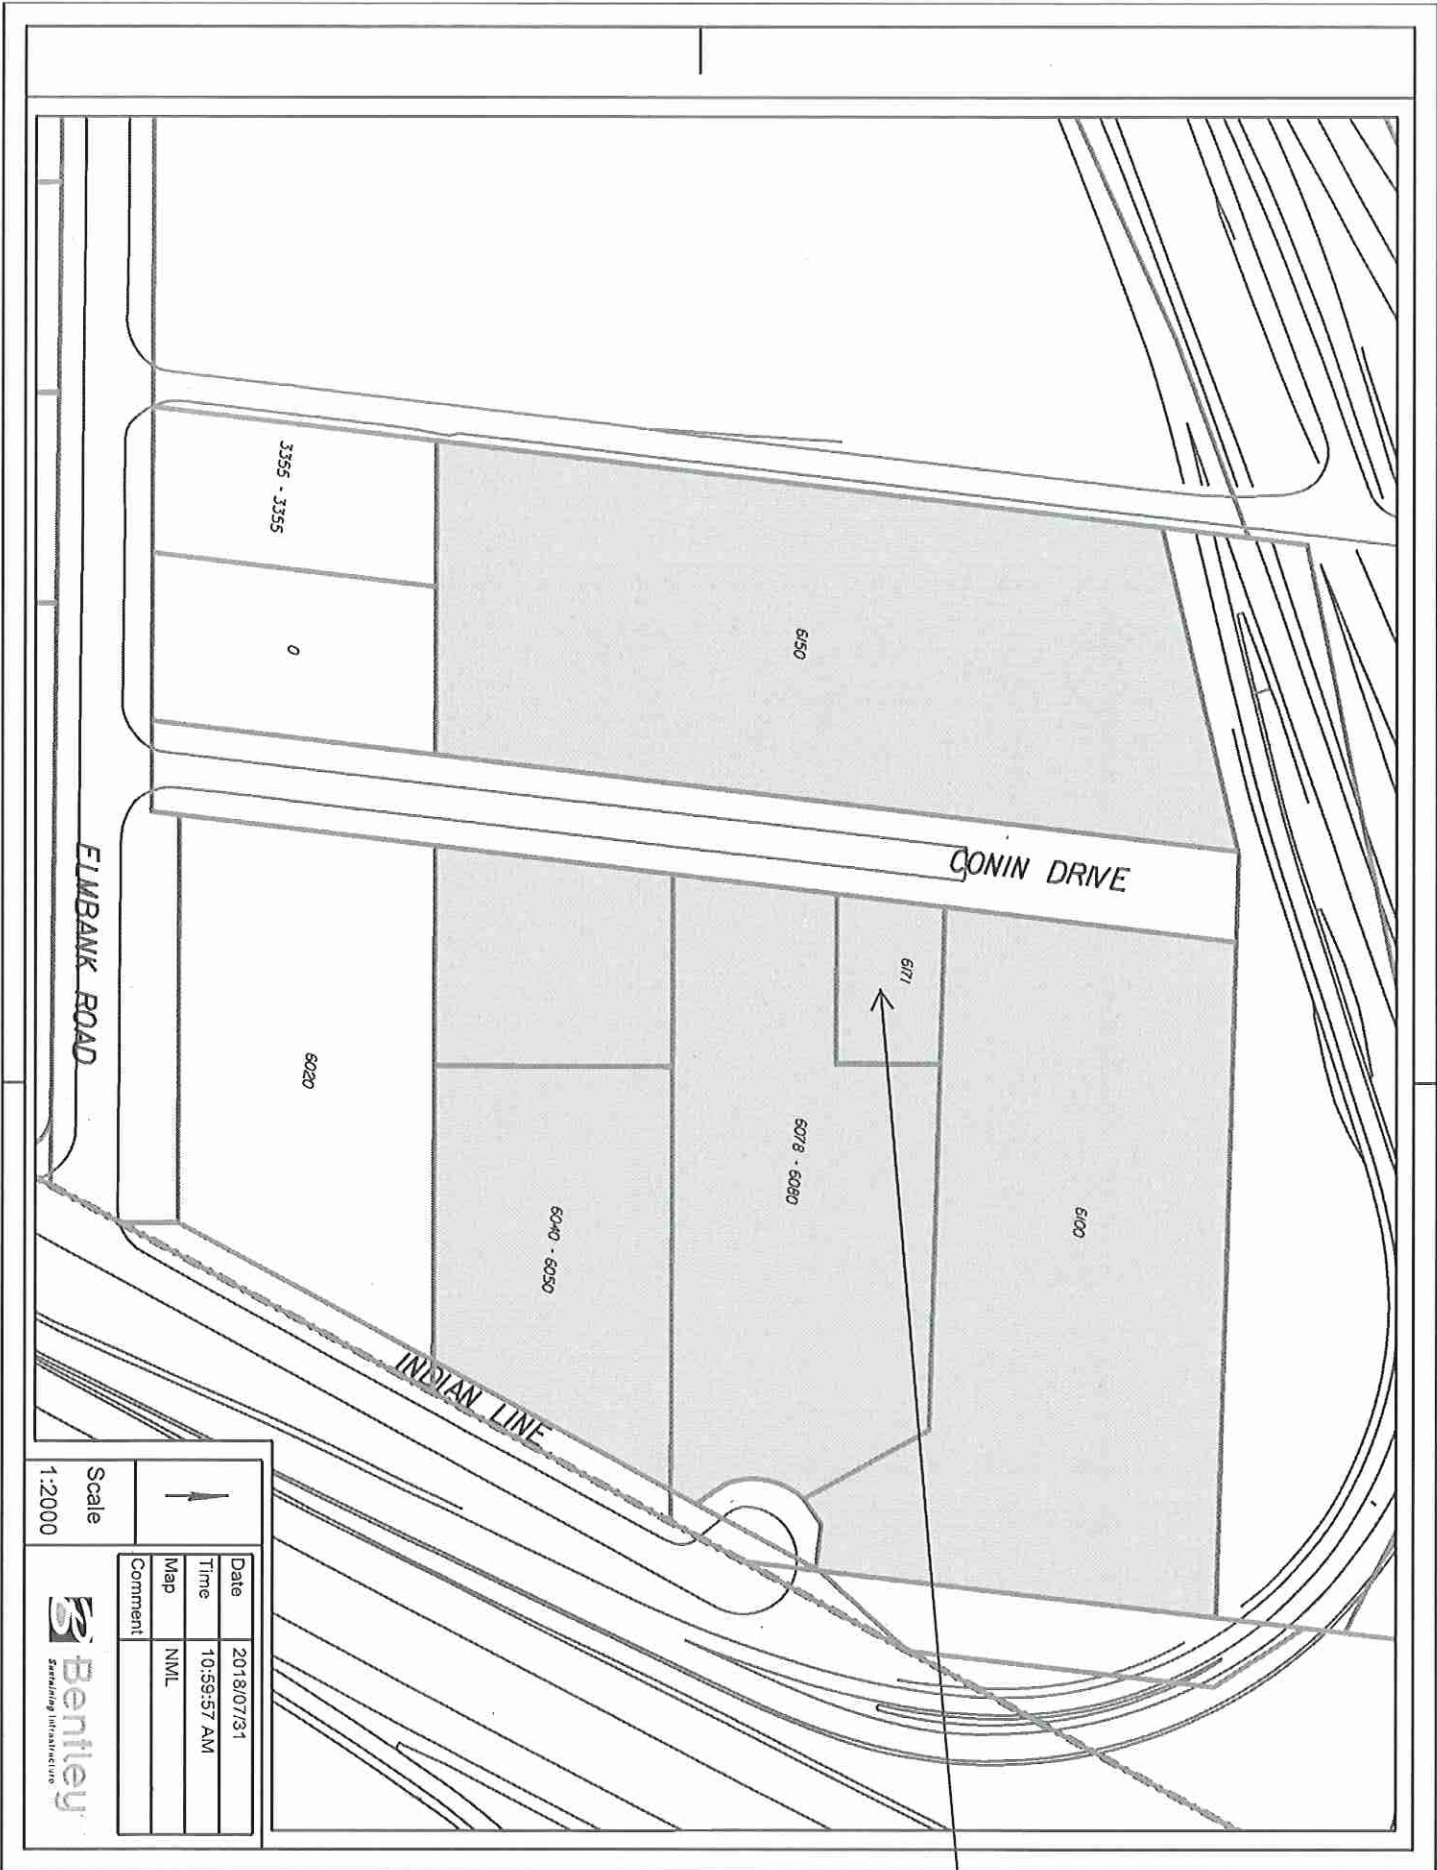 3355 - 3355
0
6150
CONIN DRIVE
6171
6100
6078 - 6080
6040 - 6050
6020
ELMBANK ROAD
INDIAN LINE
Scale
1:2000
Date 2018/07/31
Time 10:59:57 AM
Map NML
Comment
Bentley
Sustaining Infrastructure